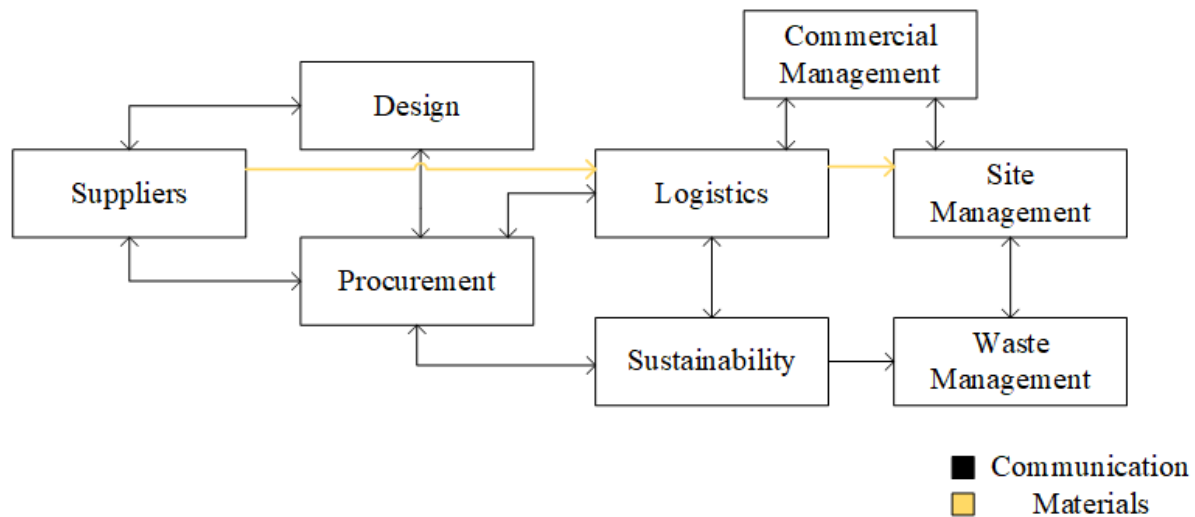 Commercial
Management
Design
Suppliers
Logistics
Site
Management
Procurement
Sustainability
Waste
Management
Communication
Materials